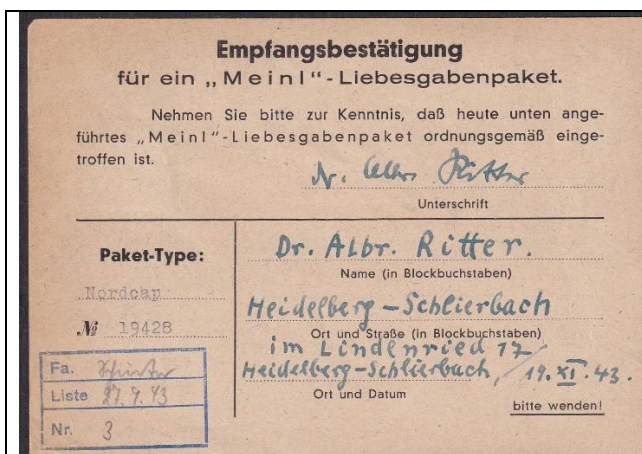 Empfangsbestätigung
für ein „Meinl"-Liebesgabenpaket.
Nehmen Sie bitte zur Kenntnis, daß heute unten ange-
führtes „Meinl"-Liebesgabenpaket ordnungsgemäß einge-
troffen ist.
Dr. Albr. Ritter
Unterschrift
Paket-Type:
Nordcap
№ 19428
Fa.
Liste 27. 9. 43
Nr. 3
Dr. Albr. Ritter.
Name (in Blockbuchstaben)
Heidelberg-Schlierbach
Ort und Straße (in Blockbuchstaben)
im Lindenried 17
Heidelberg-Schlierbach, 19. XI. 43.
Ort und Datum
bitte wenden!